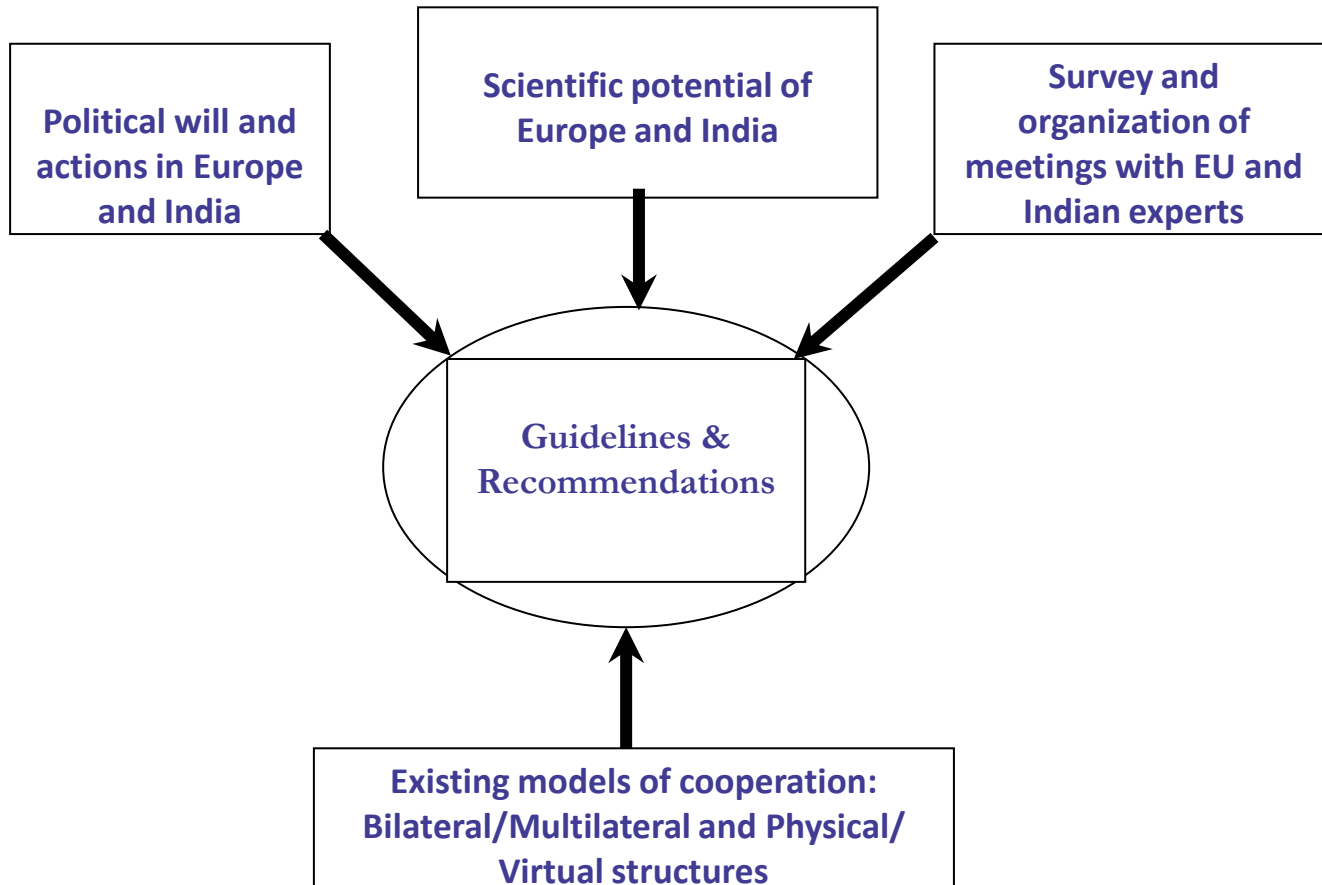 Political will and
actions in Europe
and India
Scientific potential of
Europe and India
Survey and
organization of
meetings with EU and
Indian experts
Guidelines &
Recommendations
Existing models of cooperation:
Bilateral/Multilateral and Physical/
Virtual structures